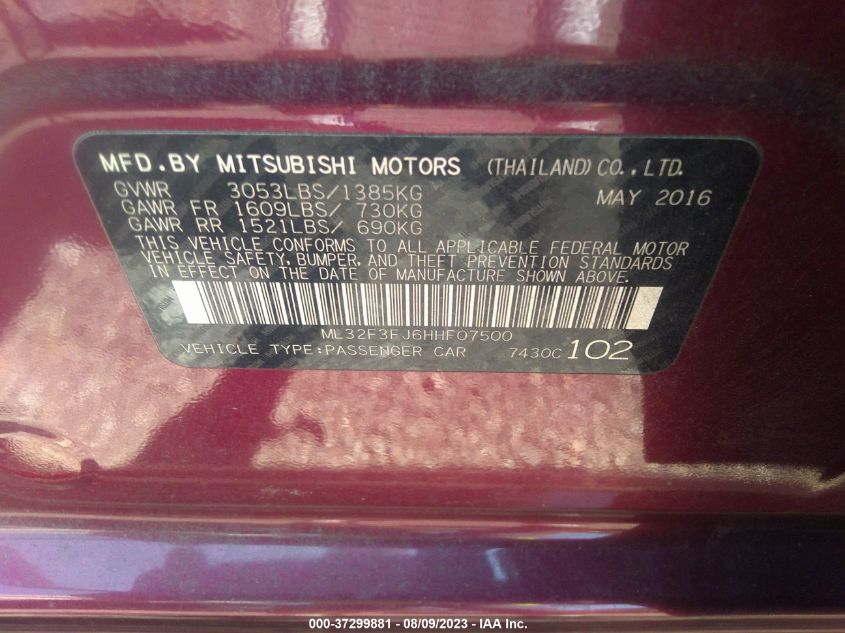 MFD.BY MITSUBISHI MOTORS (THAILAND) CO., LTD.
GVWR 3053LBS/1385KG MAY 2016
GAWR FR 1609LBS/ 730KG
GAWR RR 1521LBS/ 690KG
THIS VEHICLE CONFORMS TO ALL APPLICABLE FEDERAL MOTOR
VEHICLE SAFETY, BUMPER, AND THEFT PREVENTION STANDARDS
IN EFFECT ON THE DATE OF MANUFACTURE SHOWN ABOVE.
ML32F3FJ6HHF07500
VEHICLE TYPE:PASSENGER CAR 7430C 102
000-37299881 - 08/09/2023 - IAA Inc.